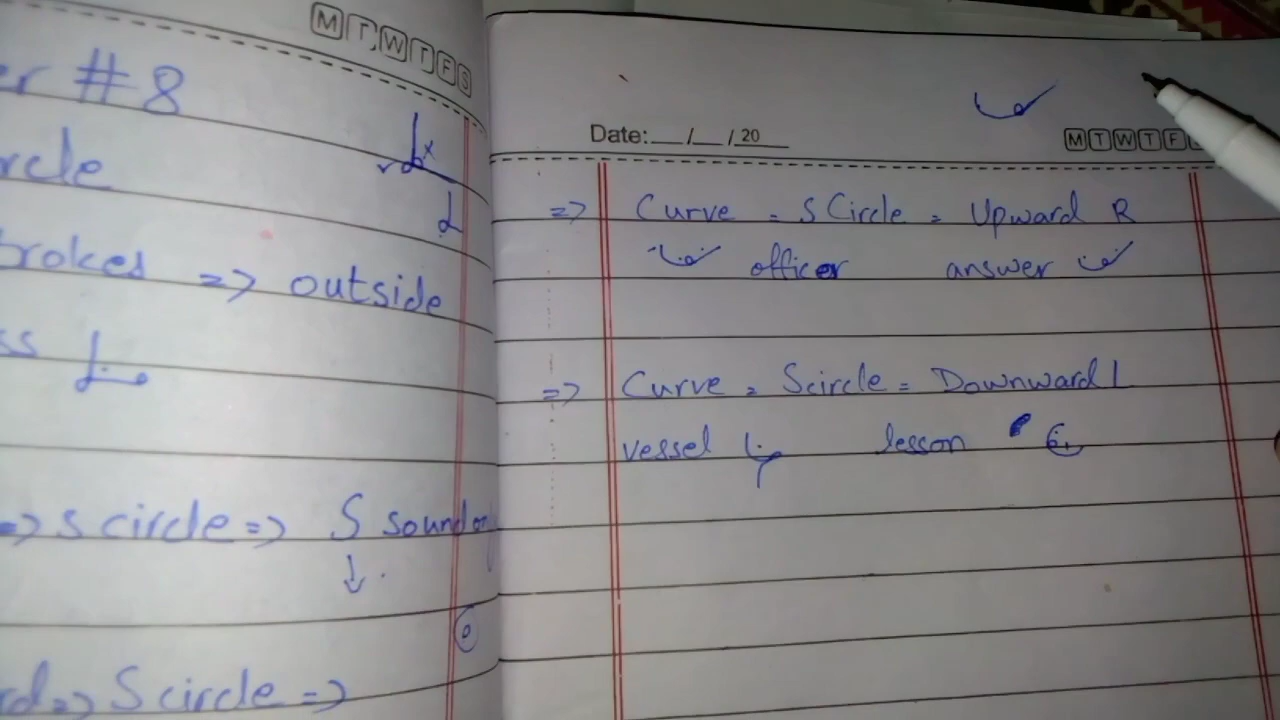 M T W T F S
er #8
rcle
brokes => outside
ss
=> s circle => S sound
↓
=> S circle =>
Date:__/__/20__
M T W T F
=> Curve = S Circle = Upward R
officer answer
=> Curve = S circle = Downward L
vessel lesson